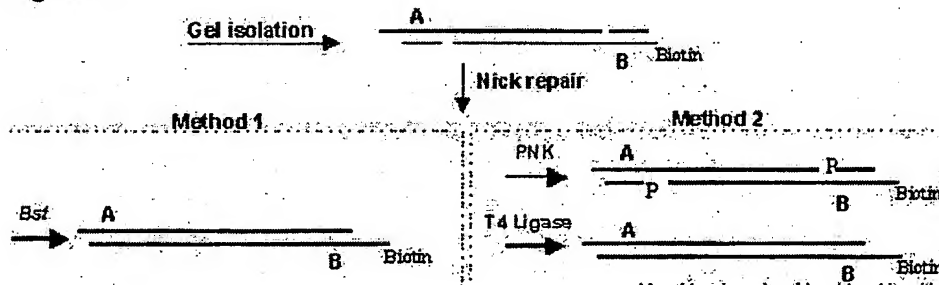 A
Gel isolation
B Biotin
Nick repair
Method 1
Method 2
PNK
A
P
P
B Biotin
Bst
A
B Biotin
T4 Ligase
A
B Biotin